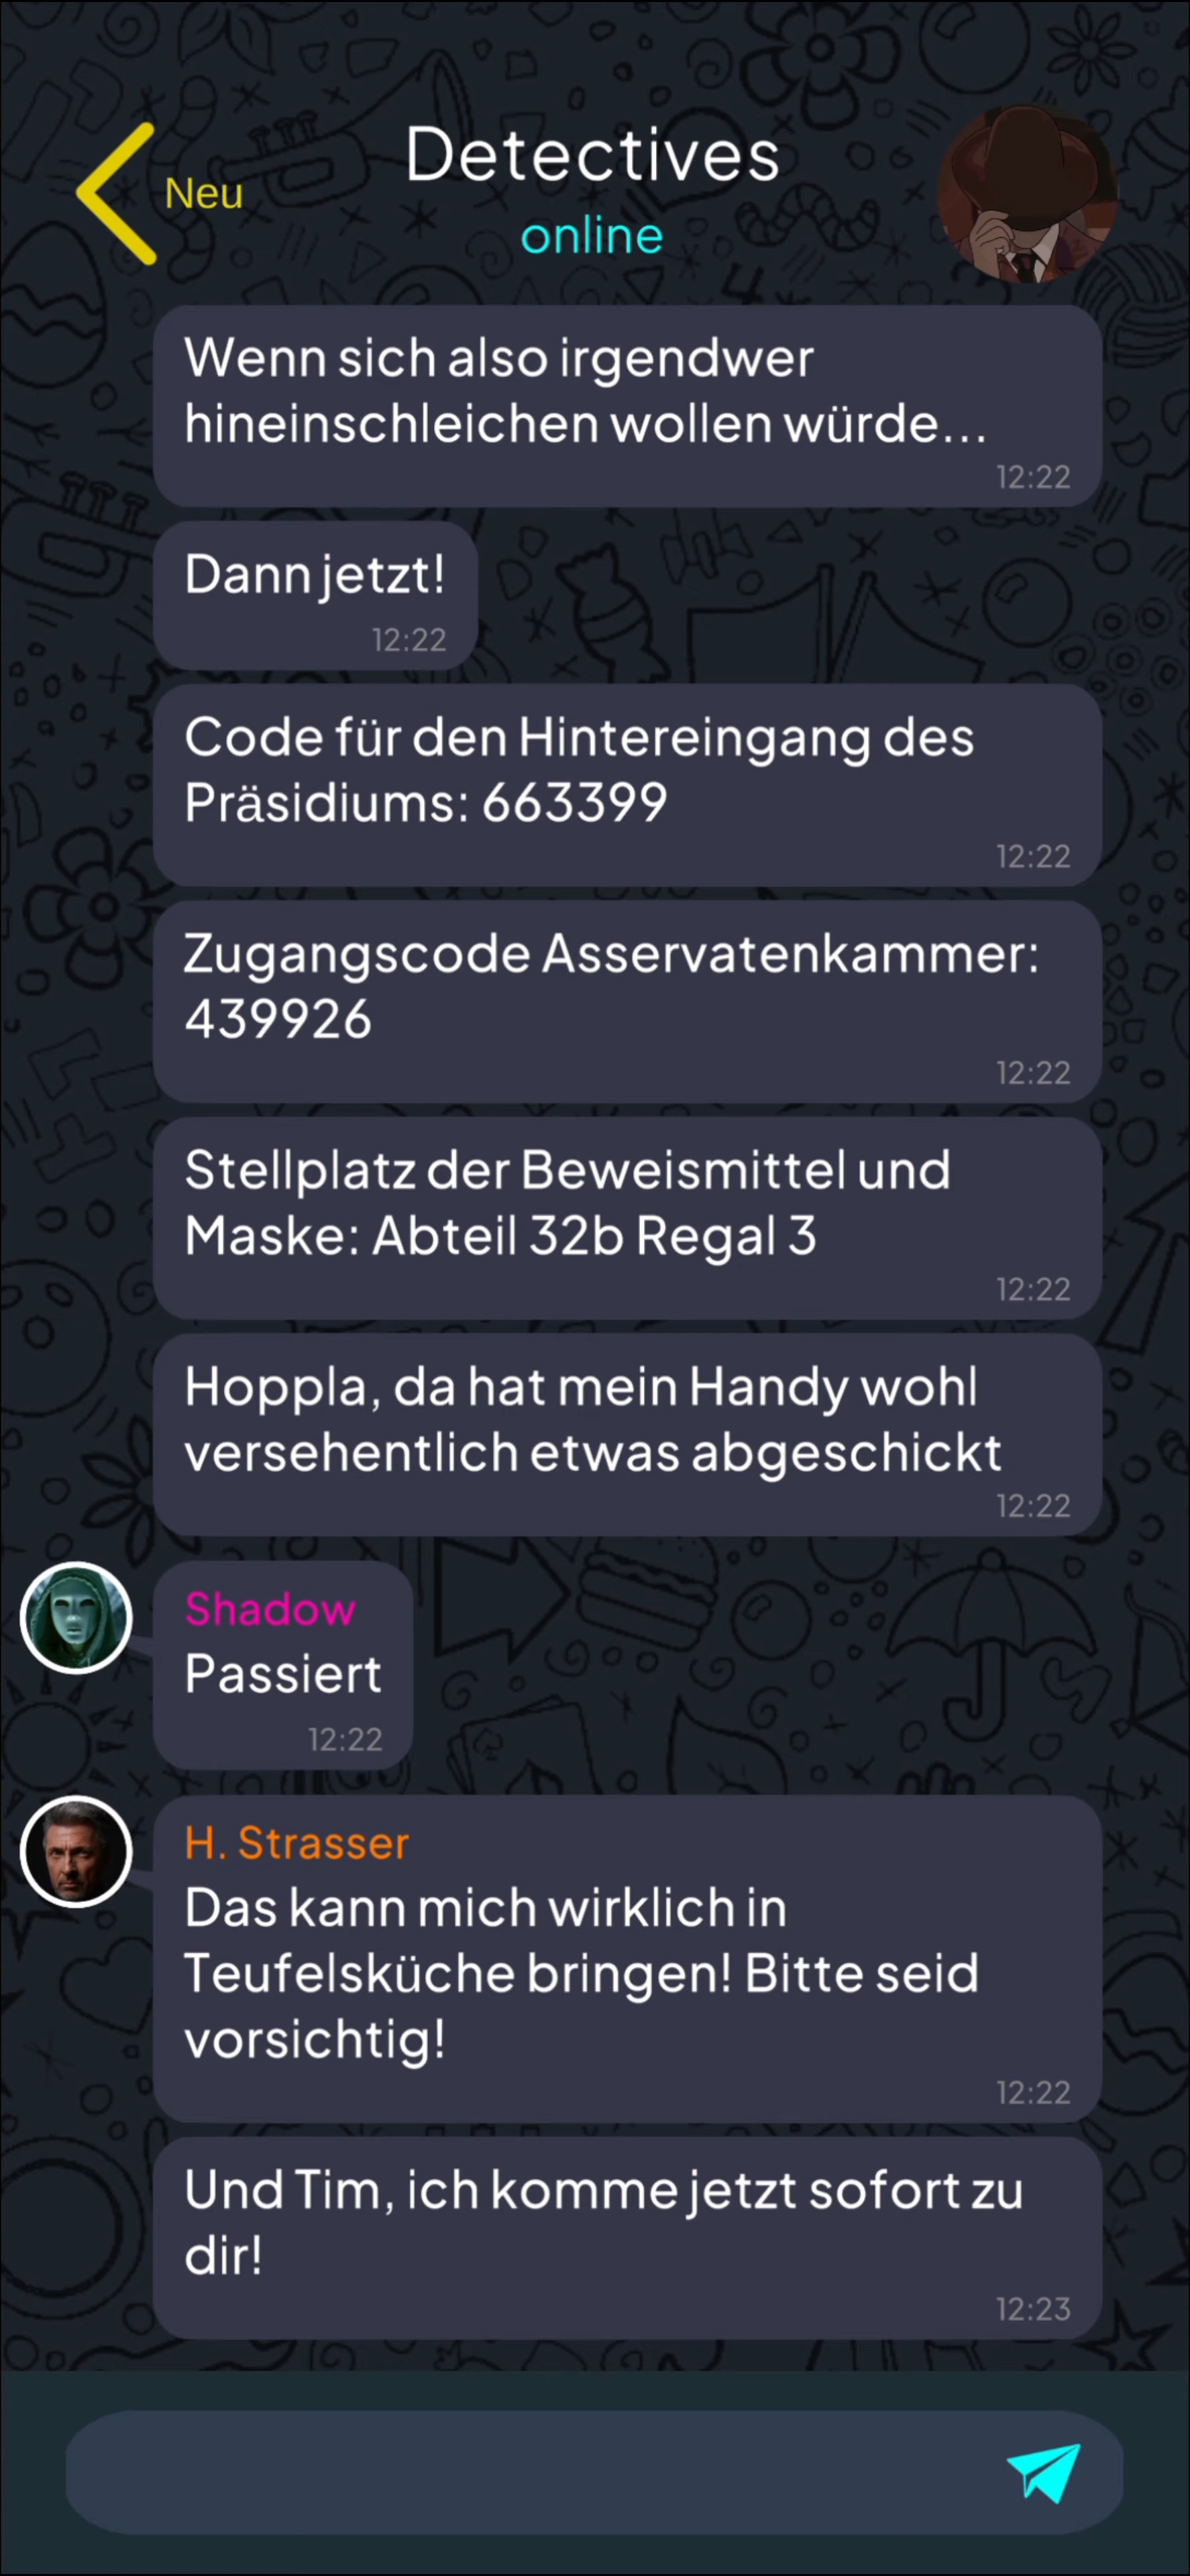 Neu
Detectives
online
Wenn sich also irgendwer
hineinschleichen wollen würde...
12:22
Dann jetzt!
12:22
Code für den Hintereingang des
Präsidiums: 663399
12:22
Zugangscode Asservatenkammer:
439926
12:22
Stellplatz der Beweismittel und
Maske: Abteil 32b Regal 3
12:22
Hoppla, da hat mein Handy wohl
versehentlich etwas abgeschickt
12:22
Shadow
Passiert
12:22
H. Strasser
Das kann mich wirklich in
Teufelsküche bringen! Bitte seid
vorsichtig!
12:22
Und Tim, ich komme jetzt sofort zu
dir!
12:23